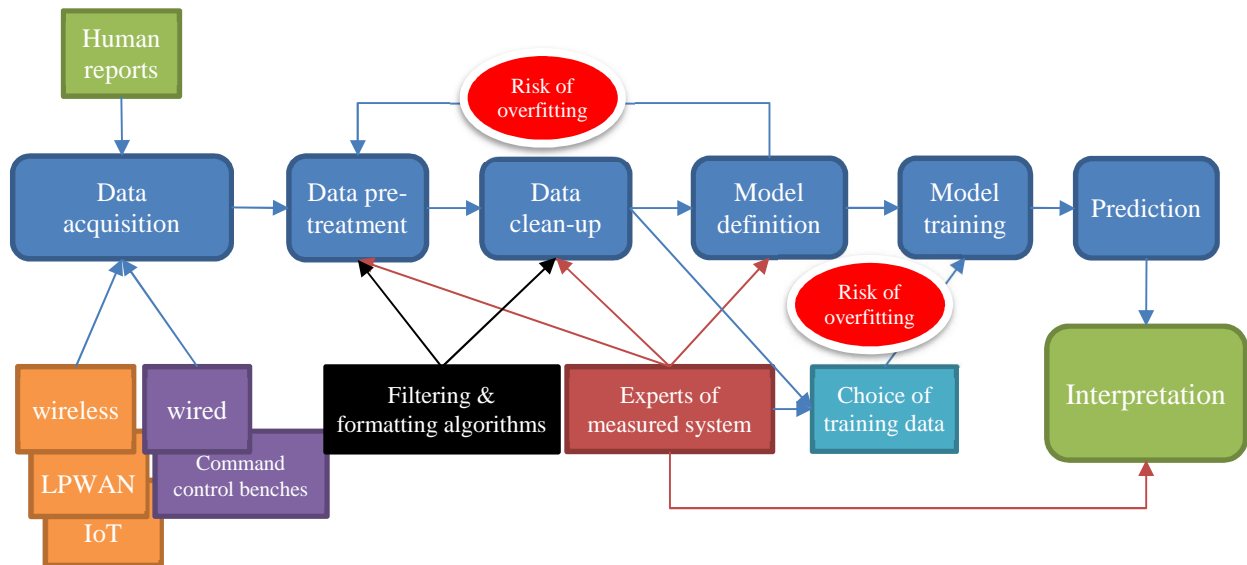 Human
reports
Risk of
overfitting
Data
acquisition
Data pre-
treatment
Data
clean-up
Model
definition
Model
training
Prediction
Risk of
overfitting
wireless
wired
Filtering &
formatting algorithms
Experts of
measured system
Choice of
training data
Interpretation
LPWAN
Command
control benches
IoT